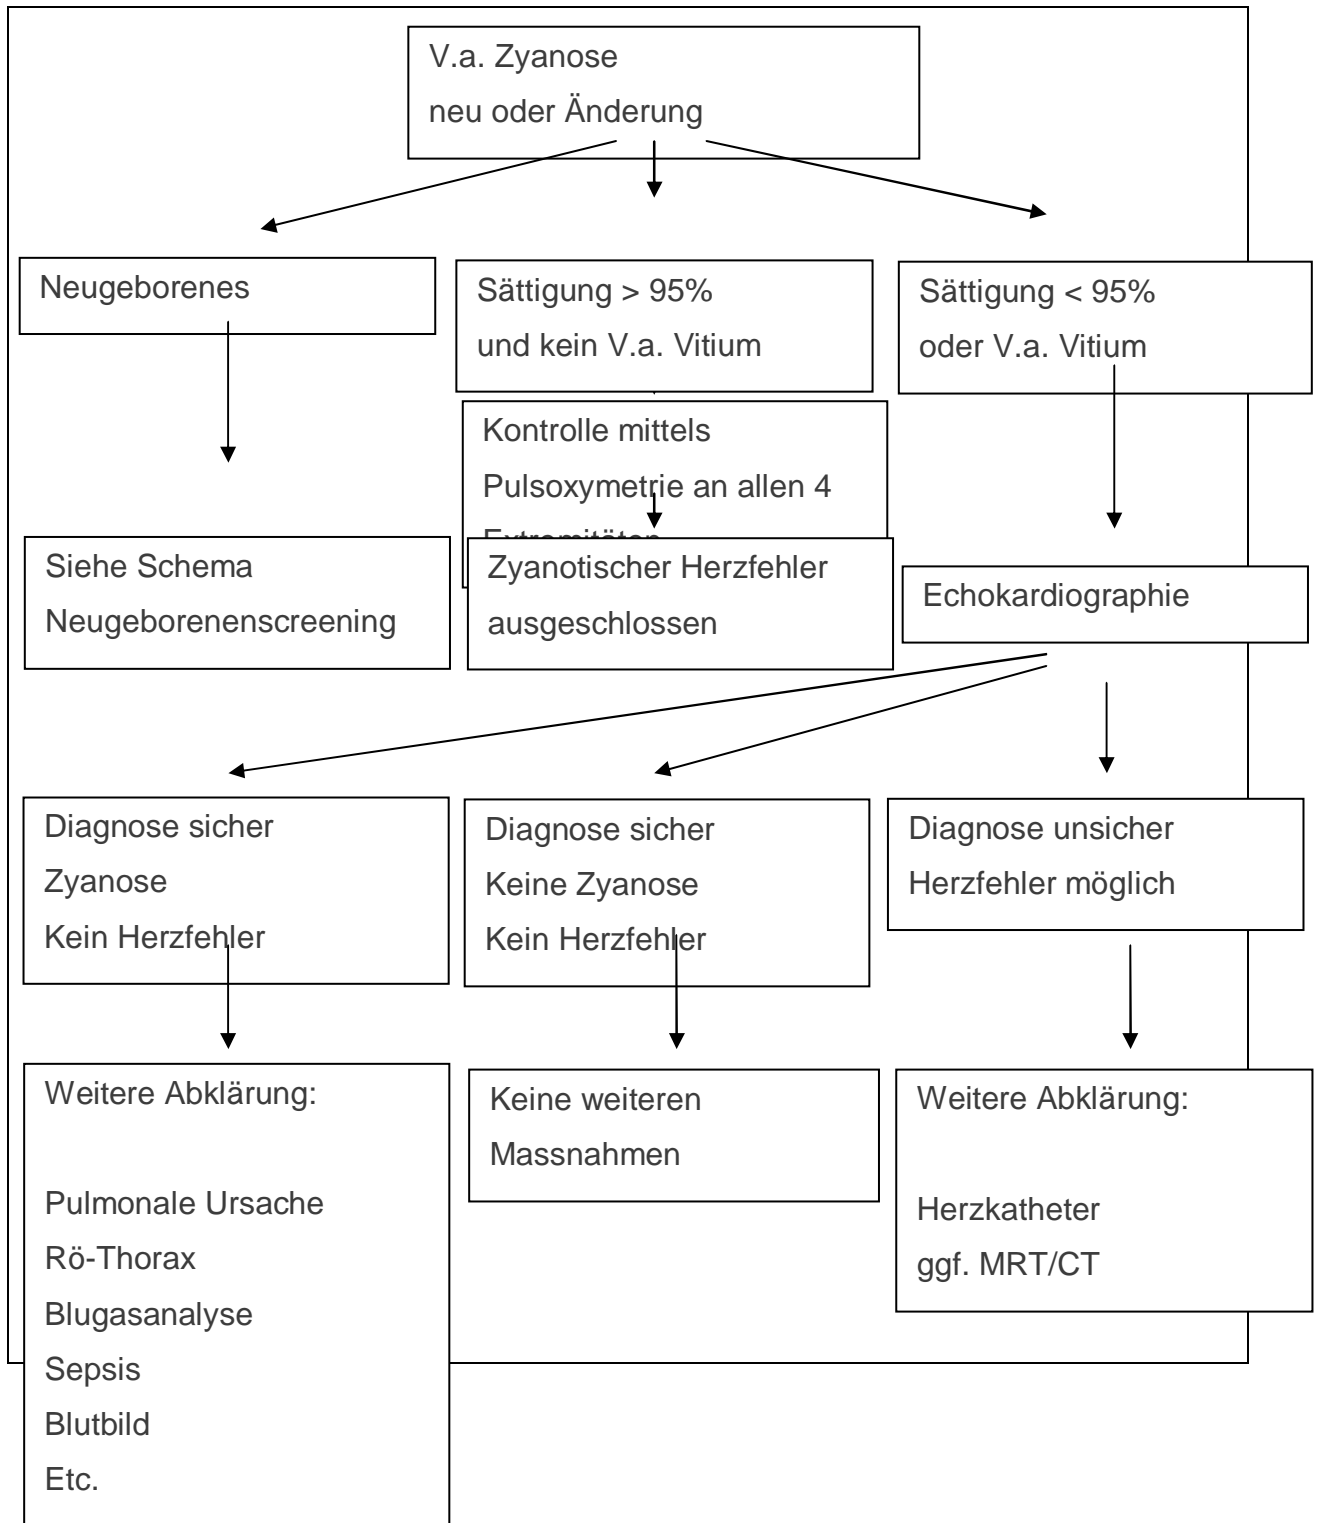 V.a. Zyanose
neu oder Änderung
Neugeborenes
Sättigung > 95%
und kein V.a. Vitium
Sättigung < 95%
oder V.a. Vitium
Kontrolle mittels
Pulsoxymetrie an allen 4
Siehe Schema
Neugeborenenscreening
Zyanotischer Herzfehler
ausgeschlossen
Echokardiographie
Diagnose sicher
Zyanose
Kein Herzfehler
Diagnose sicher
Keine Zyanose
Kein Herzfehler
Diagnose unsicher
Herzfehler möglich
Weitere Abklärung:
Pulmonale Ursache
Rö-Thorax
Blugasanalyse
Sepsis
Blutbild
Etc.
Keine weiteren
Massnahmen
Weitere Abklärung:
Herzkatheter
ggf. MRT/CT